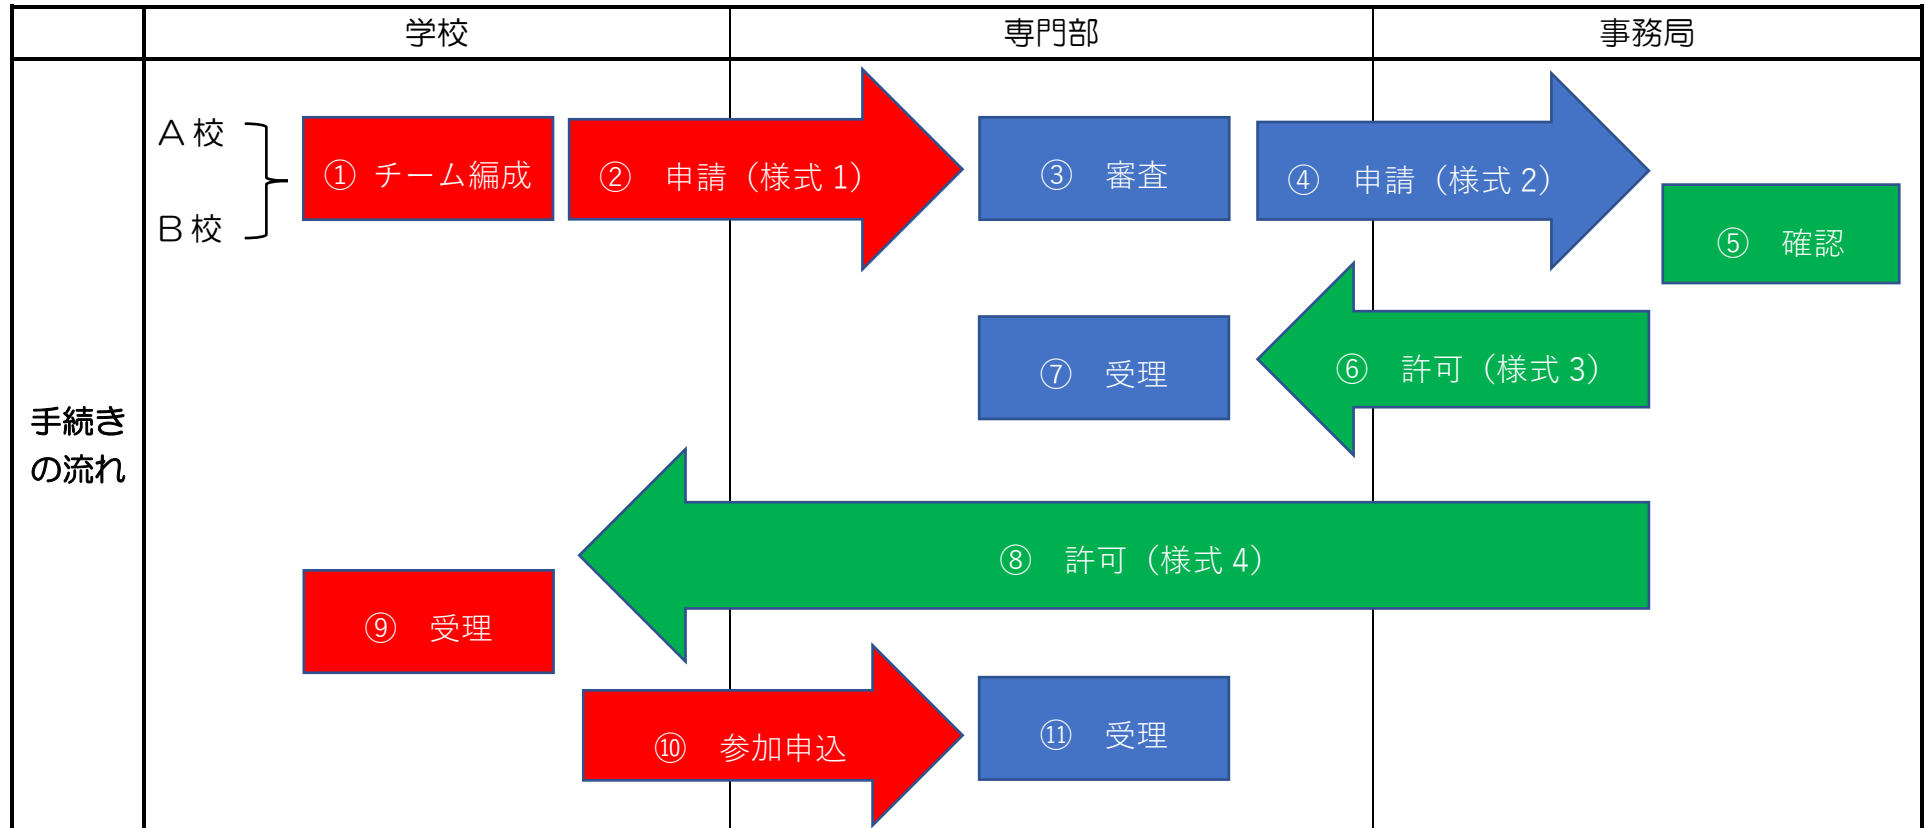 学校
専門部
事務局
手続き
の流れ
A校
B校
① チーム編成
② 申請（様式1）
③ 審査
④ 申請（様式2）
⑤ 確認
⑥ 許可（様式3）
⑦ 受理
⑧ 許可（様式4）
⑨ 受理
⑩ 参加申込
⑪ 受理